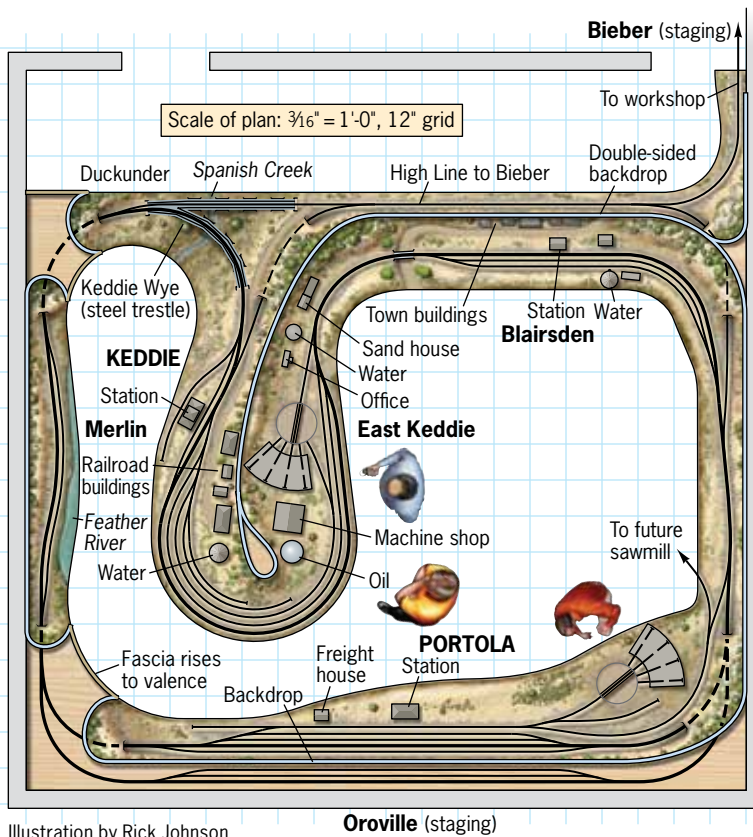 Bieber (staging)
To workshop
Scale of plan: 3⁄16" = 1'-0", 12" grid
Double-sided
backdrop
Duckunder
Spanish Creek
High Line to Bieber
Keddie Wye
(steel trestle)
Town buildings
Station
Water
Blairsden
Sand house
Water
Office
KEDDIE
Station
Merlin
East Keddie
Railroad
buildings
Feather
River
Machine shop
Water
Oil
To future
sawmill
PORTOLA
Fascia rises
to valence
Freight
house
Station
Backdrop
Illustration by Rick Johnson
Oroville (staging)